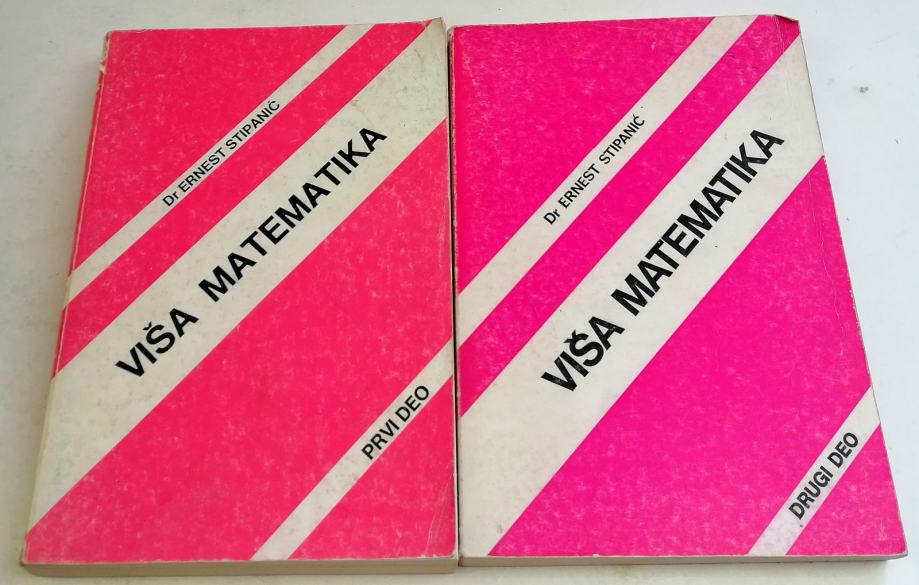 Dr ERNEST STIPANIĆ
VIŠA MATEMATIKA
PRVI DEO
Dr ERNEST STIPANIĆ
VIŠA MATEMATIKA
DRUGI DEO